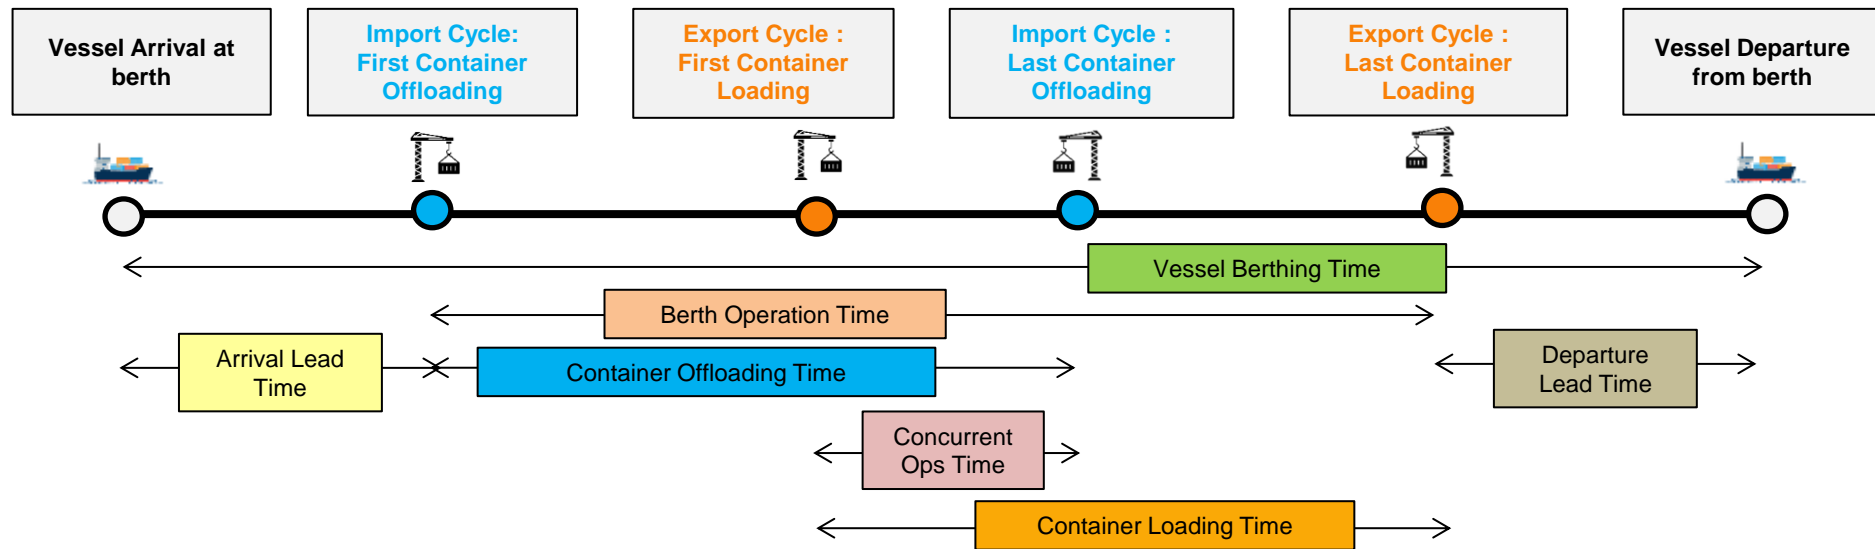 Vessel Arrival at
berth
Import Cycle:
First Container
Offloading
Export Cycle :
First Container
Loading
Import Cycle :
Last Container
Offloading
Export Cycle :
Last Container
Loading
Vessel Departure
from berth
Vessel Berthing Time
Berth Operation Time
Arrival Lead
Time
Container Offloading Time
Departure
Lead Time
Concurrent
Ops Time
Container Loading Time